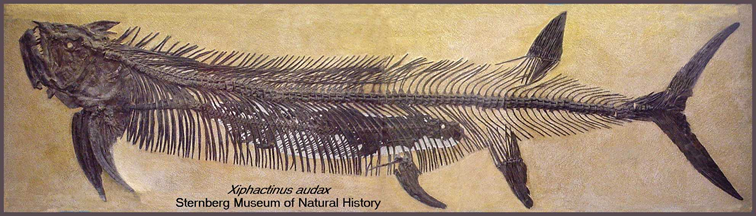 Xiphactinus audax
Sternberg Museum of Natural History